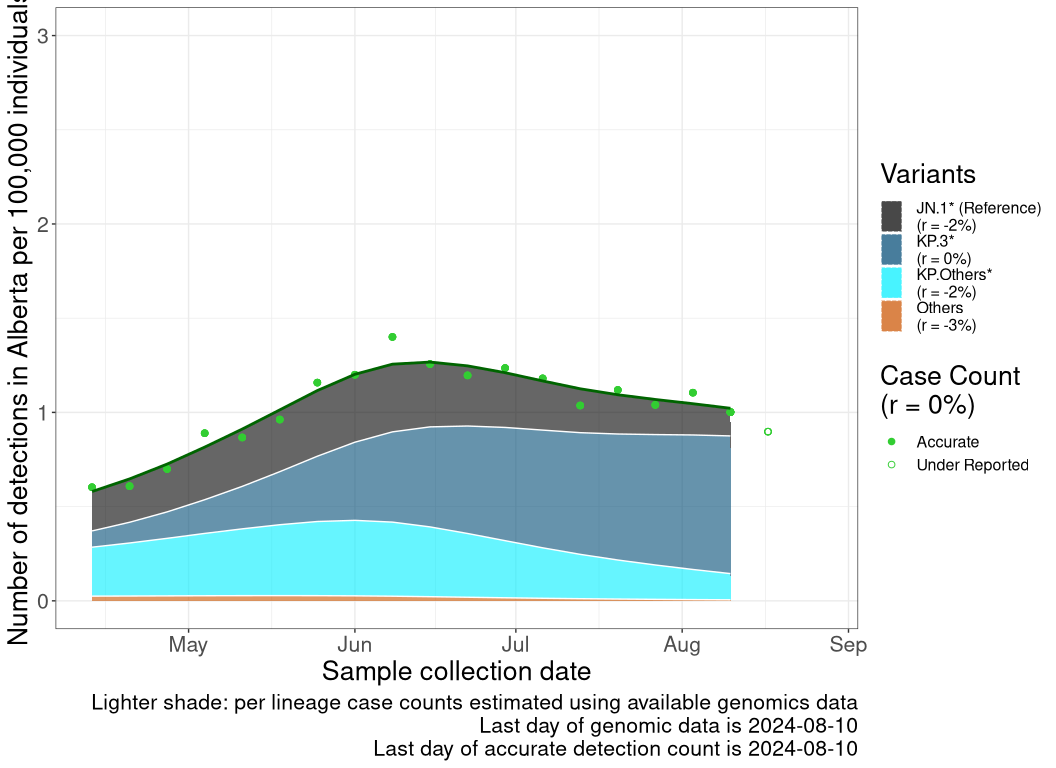 Number of detections in Alberta per 100,000 individuals
3
2
1
0
May
Jun
Jul
Aug
Sep
Sample collection date
Lighter shade: per lineage case counts estimated using available genomics data
Last day of genomic data is 2024-08-10
Last day of accurate detection count is 2024-08-10
Variants
JN.1* (Reference)
(r = -2%)
KP.3*
(r = 0%)
KP.Others*
(r = -2%)
Others
(r = -3%)
Case Count
(r = 0%)
Accurate
Under Reported